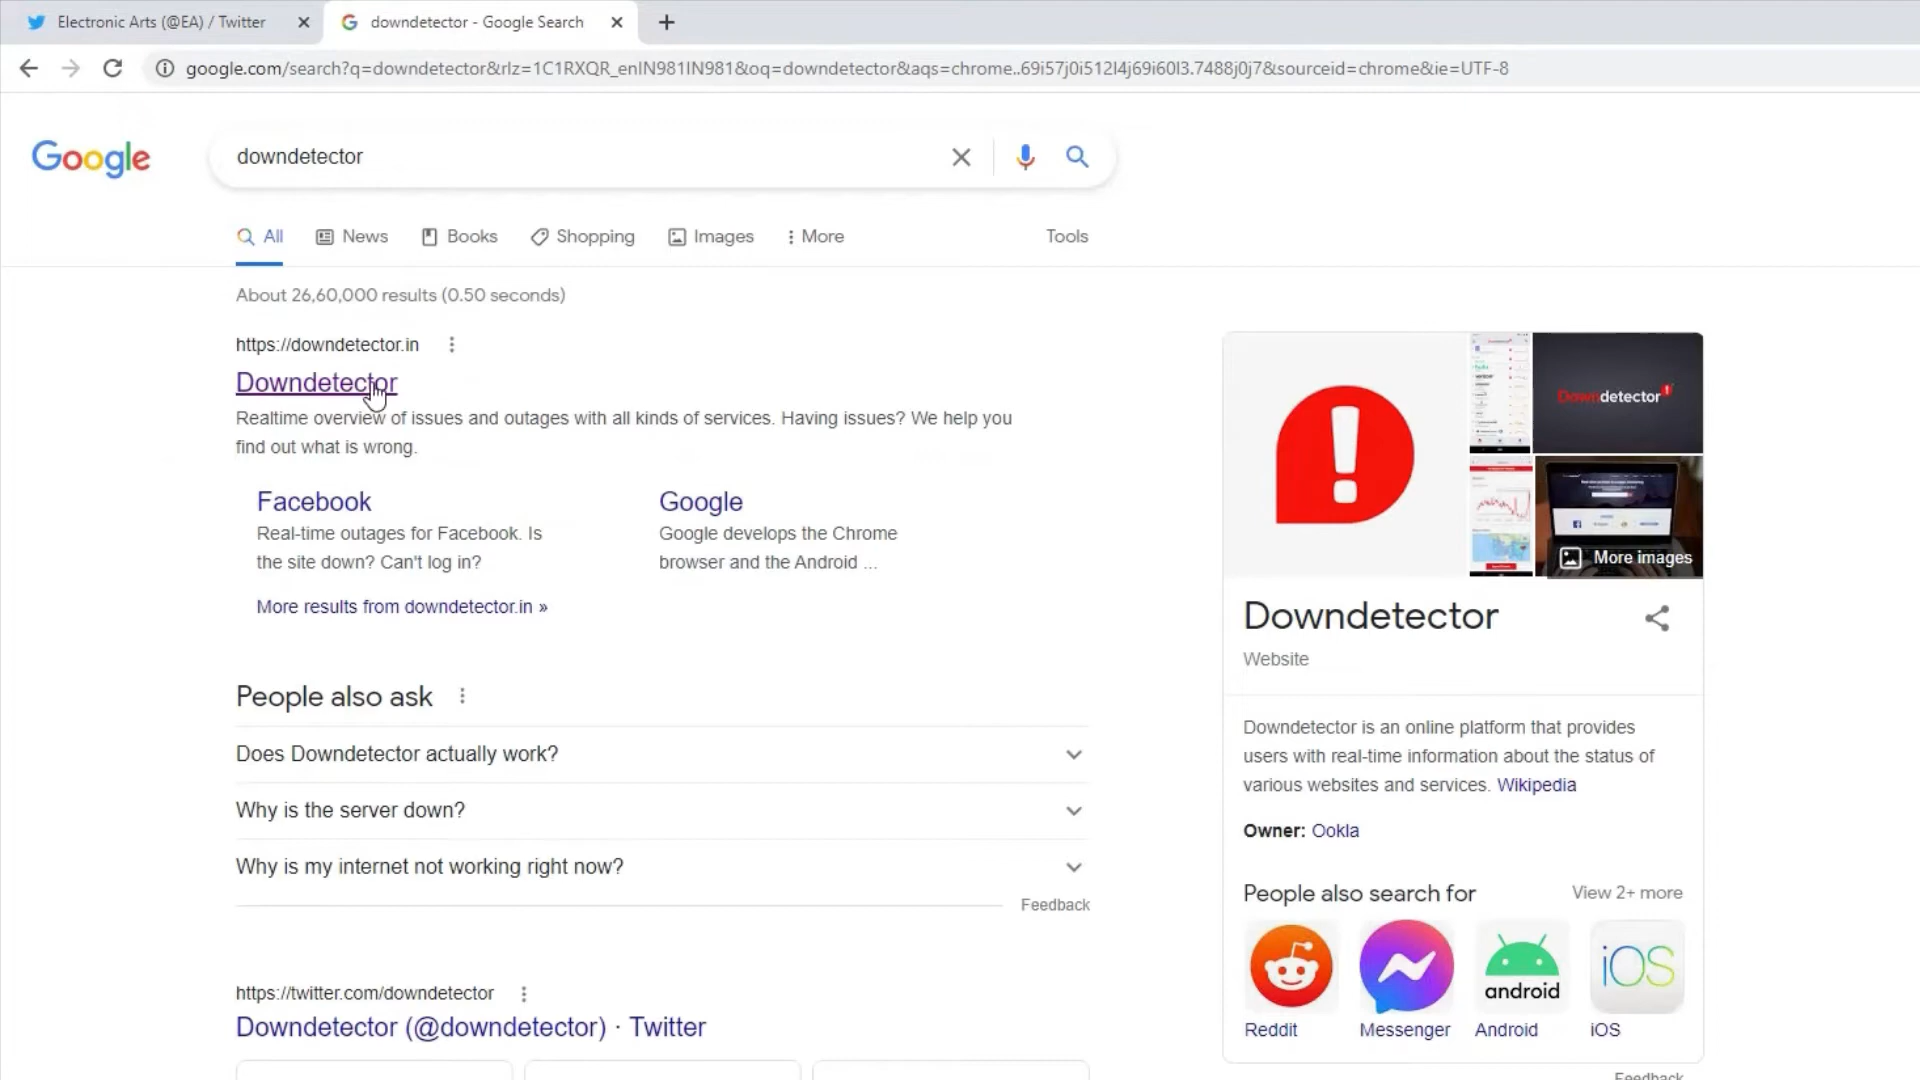 Electronic Arts (@EA) / Twitter
downdetector - Google Search
google.com/search?q=downdetector&rlz=1C1RXQR_enIN981IN981&oq=downdetector&aqs=chrome..69i57j0i512l4j69i60l3.7488j0j7&sourceid=chrome&ie=UTF-8
Google
downdetector
All
News
Books
Shopping
Images
More
Tools
About 26,60,000 results (0.50 seconds)
https://downdetector.in
Downdetector
Realtime overview of issues and outages with all kinds of services. Having issues? We help you
find out what is wrong.
Facebook
Real-time outages for Facebook. Is
the site down? Can't log in?
Google
Google develops the Chrome
browser and the Android ...
More results from downdetector.in »
People also ask
Does Downdetector actually work?
Why is the server down?
Why is my internet not working right now?
Feedback
https://twitter.com/downdetector
Downdetector (@downdetector) · Twitter
Downdetector
More images
Downdetector
Website
Downdetector is an online platform that provides
users with real-time information about the status of
various websites and services. Wikipedia
Owner: Ookla
People also search for
View 2+ more
android
iOS
Reddit
Messenger
Android
iOS
Feedback